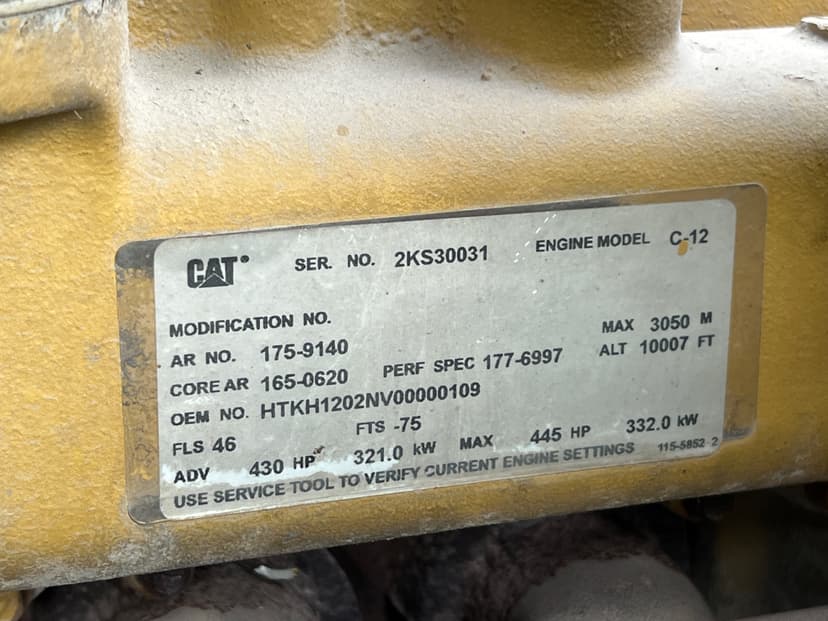 CAT® SER. NO. 2KS30031 ENGINE MODEL C-12
MODIFICATION NO.
AR NO. 175-9140 MAX 3050 M
CORE AR 165-0620 PERF SPEC 177-6997 ALT 10007 FT
OEM NO. HTKH1202NV00000109
FLS 46 FTS -75
ADV 430 HP 321.0 kW MAX 445 HP 332.0 kW
USE SERVICE TOOL TO VERIFY CURRENT ENGINE SETTINGS 115-5852 2